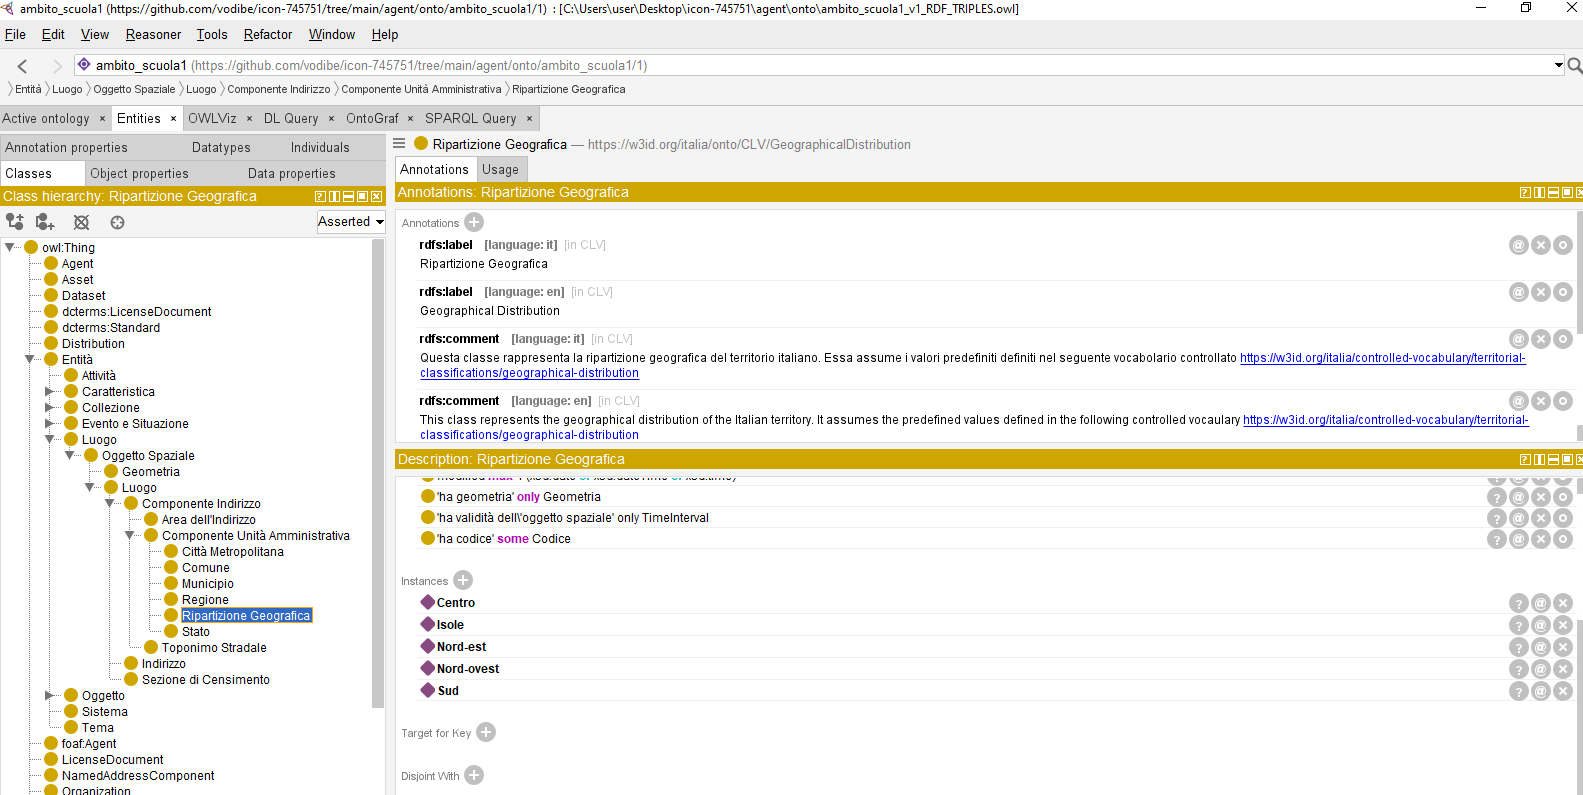 ambito_scuola1 (https://github.com/vodibe/icon-745751/tree/main/agent/onto/ambito_scuola1/1) : [C:\Users\user\Desktop\icon-745751\agent\onto\ambito_scuola1_v1_RDF_TRIPLES.owl]
File Edit View Reasoner Tools Refactor Window Help
ambito_scuola1 (https://github.com/vodibe/icon-745751/tree/main/agent/onto/ambito_scuola1/1)
Entità Luogo Oggetto Spaziale Luogo Componente Indirizzo Componente Unità Amministrativa Ripartizione Geografica
Active ontology × Entities × OWLViz × DL Query × OntoGraf × SPARQL Query ×
Annotation properties Datatypes Individuals
Classes Object properties Data properties
Class hierarchy: Ripartizione Geografica
Asserted
owl:Thing
Agent
Asset
Dataset
dcterms:LicenseDocument
dcterms:Standard
Distribution
Entità
Attività
Caratteristica
Collezione
Evento e Situazione
Luogo
Oggetto Spaziale
Geometria
Luogo
Componente Indirizzo
Area dell'Indirizzo
Componente Unità Amministrativa
Città Metropolitana
Comune
Municipio
Regione
Ripartizione Geografica
Stato
Toponimo Stradale
Indirizzo
Sezione di Censimento
Oggetto
Sistema
Tema
foaf:Agent
LicenseDocument
NamedAddressComponent
Organization
Ripartizione Geografica — https://w3id.org/italia/onto/CLV/GeographicalDistribution
Annotations Usage
Annotations: Ripartizione Geografica
Annotations
rdfs:label [language: it] [in CLV]
Ripartizione Geografica
rdfs:label [language: en] [in CLV]
Geographical Distribution
rdfs:comment [language: it] [in CLV]
Questa classe rappresenta la ripartizione geografica del territorio italiano. Essa assume i valori predefiniti definiti nel seguente vocabolario controllato https://w3id.org/italia/controlled-vocabulary/territorial-
classifications/geographical-distribution
rdfs:comment [language: en] [in CLV]
This class represents the geographical distribution of the Italian territory. It assumes the predefined values defined in the following controlled vocaulary https://w3id.org/italia/controlled-vocabulary/territorial-
classifications/geographical-distribution
Description: Ripartizione Geografica
modified max 1 (xsd:date or xsd:dateTime or xsd:time)
'ha geometria' only Geometria
'ha validità dell\'oggetto spaziale' only TimeInterval
'ha codice' some Codice
Instances
Centro
Isole
Nord-est
Nord-ovest
Sud
Target for Key
Disjoint With